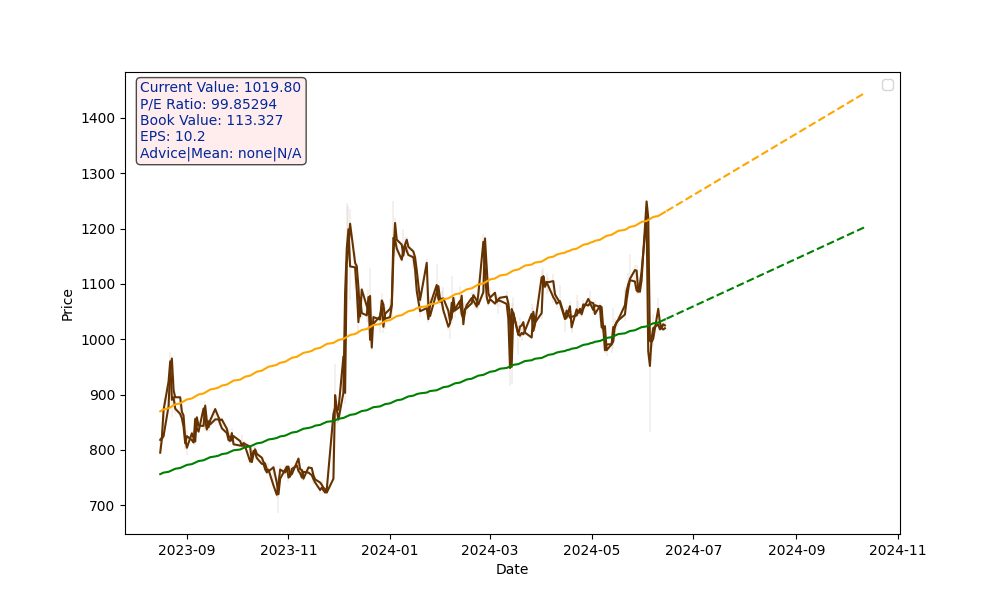 Current Value: 1019.80
P/E Ratio: 99.85294
Book Value: 113.327
EPS: 10.2
Advice|Mean: none|N/A
Price
1400
1300
1200
1100
1000
900
800
700
2023-09 2023-11 2024-01 2024-03 2024-05 2024-07 2024-09 2024-11
Date